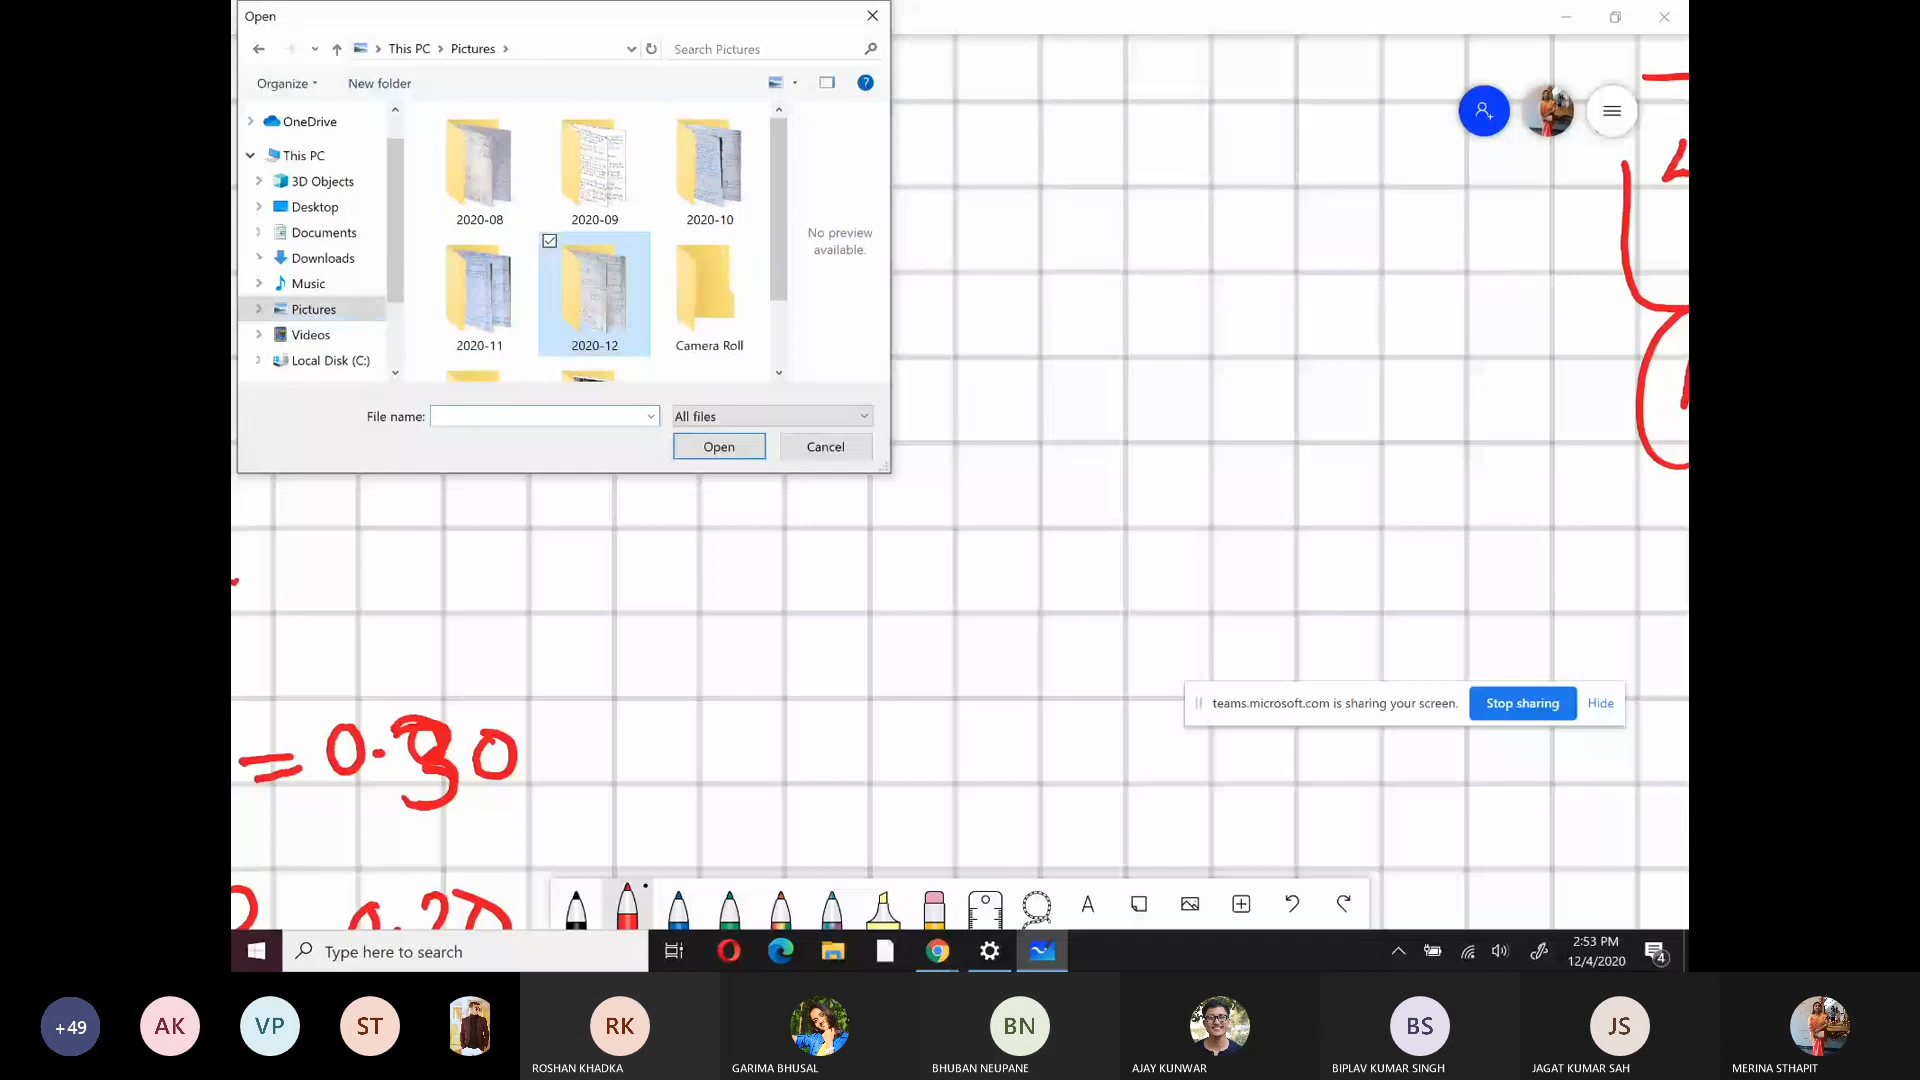 Open
This PC
Pictures
Search Pictures
Organize
New folder
OneDrive
This PC
3D Objects
Desktop
Documents
Downloads
Music
Pictures
Videos
Local Disk (C:)
2020-08
2020-09
2020-10
2020-11
2020-12
Camera Roll
No preview
available.
File name:
All files
Open
Cancel
teams.microsoft.com is sharing your screen.
Stop sharing
Hide
A
Type here to search
2:53 PM
12/4/2020
4
+49
AK
VP
ST
RK
ROSHAN KHADKA
GARIMA BHUSAL
BN
BHUBAN NEUPANE
AJAY KUNWAR
BS
BIPLAV KUMAR SINGH
JS
JAGAT KUMAR SAH
MERINA STHAPIT